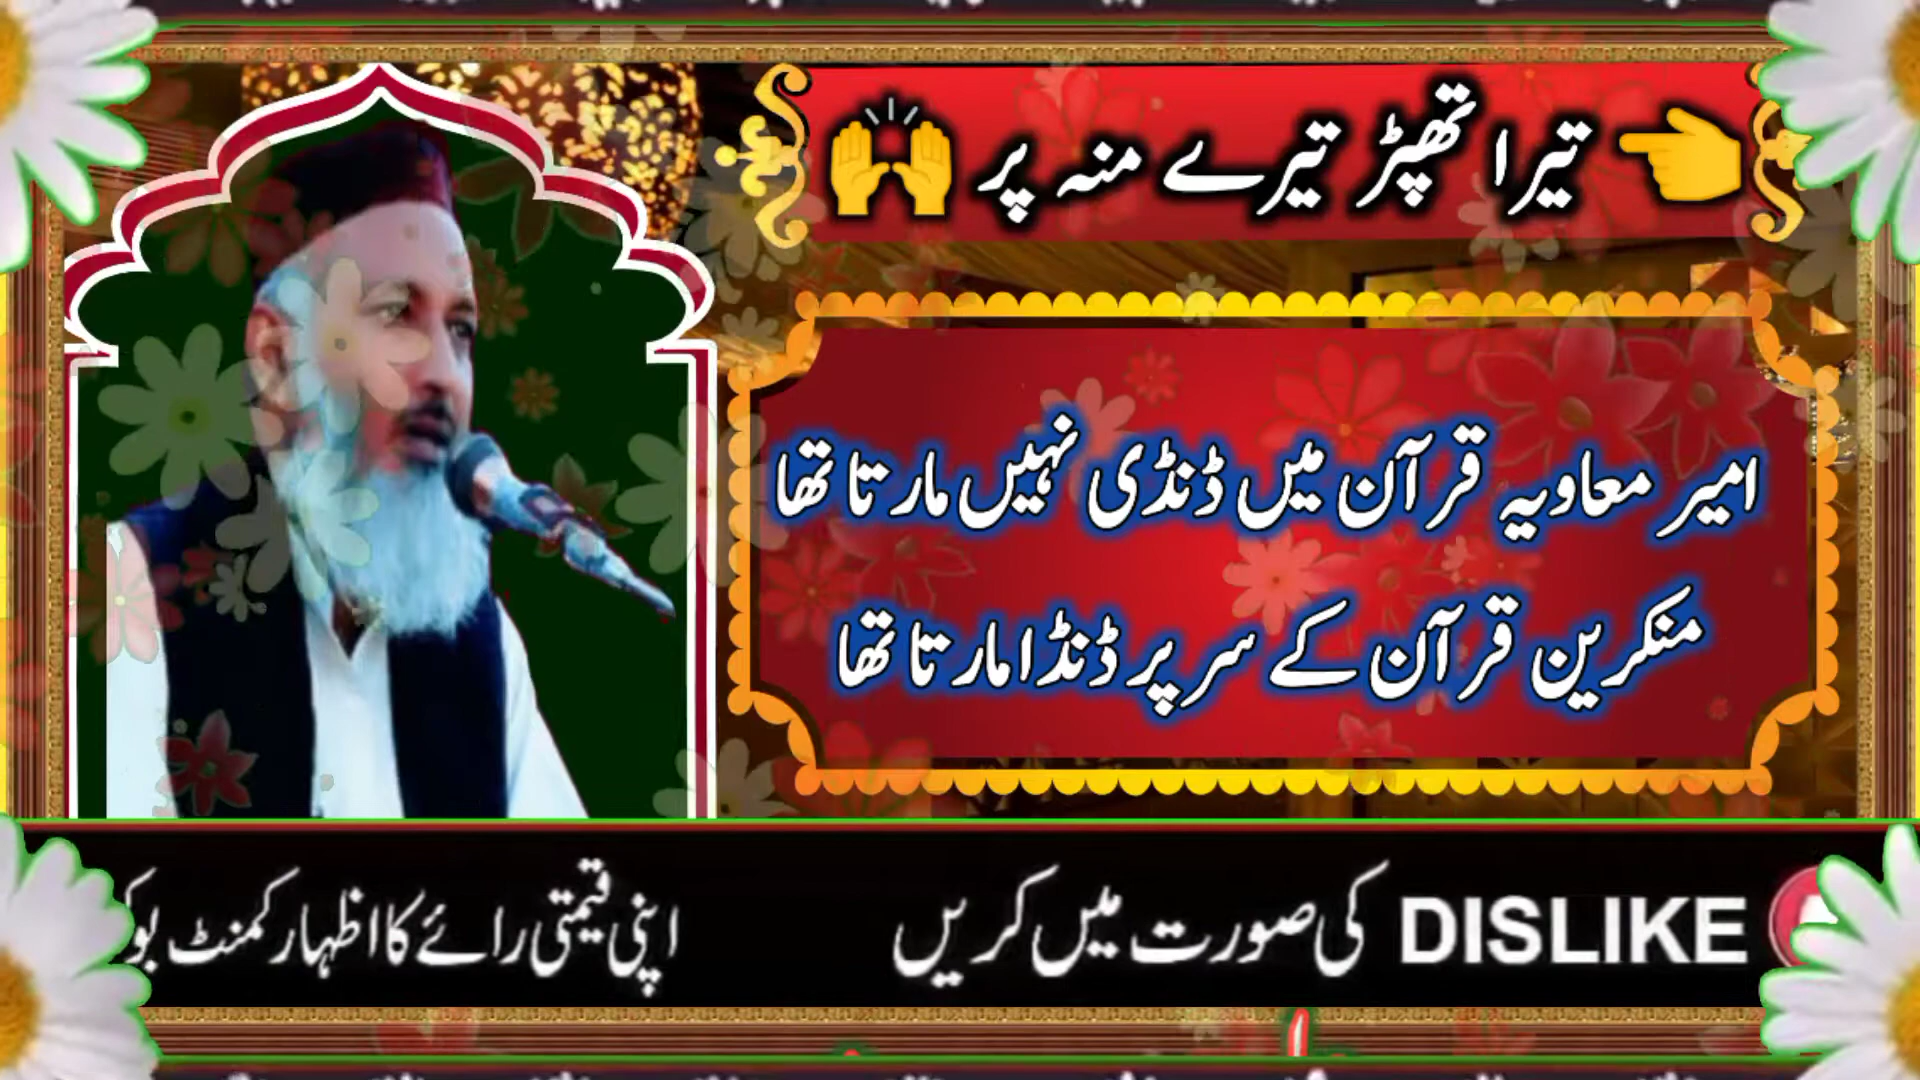 تیرا تھپڑ تیرے منہ پر
امیر معاویہ قرآن میں ڈنڈی نہیں مارتا تھا
منکرین قرآن کے سر پر ڈنڈا مارتا تھا
DISLIKE کی صورت میں کریں اپنی قیمتی رائے کا اظہار کمنٹ